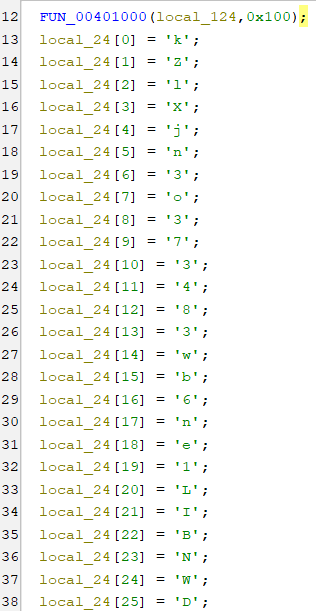 12 FUN_00401000(local_124,0x100);
13 local_24[0] = 'k';
14 local_24[1] = 'Z';
15 local_24[2] = 'l';
16 local_24[3] = 'X';
17 local_24[4] = 'j';
18 local_24[5] = 'n';
19 local_24[6] = '3';
20 local_24[7] = 'o';
21 local_24[8] = '3';
22 local_24[9] = '7';
23 local_24[10] = '3';
24 local_24[11] = '4';
25 local_24[12] = '8';
26 local_24[13] = '3';
27 local_24[14] = 'w';
28 local_24[15] = 'b';
29 local_24[16] = '6';
30 local_24[17] = 'n';
31 local_24[18] = 'e';
32 local_24[19] = '1';
33 local_24[20] = 'L';
34 local_24[21] = 'I';
35 local_24[22] = 'B';
36 local_24[23] = 'N';
37 local_24[24] = 'W';
38 local_24[25] = 'D';